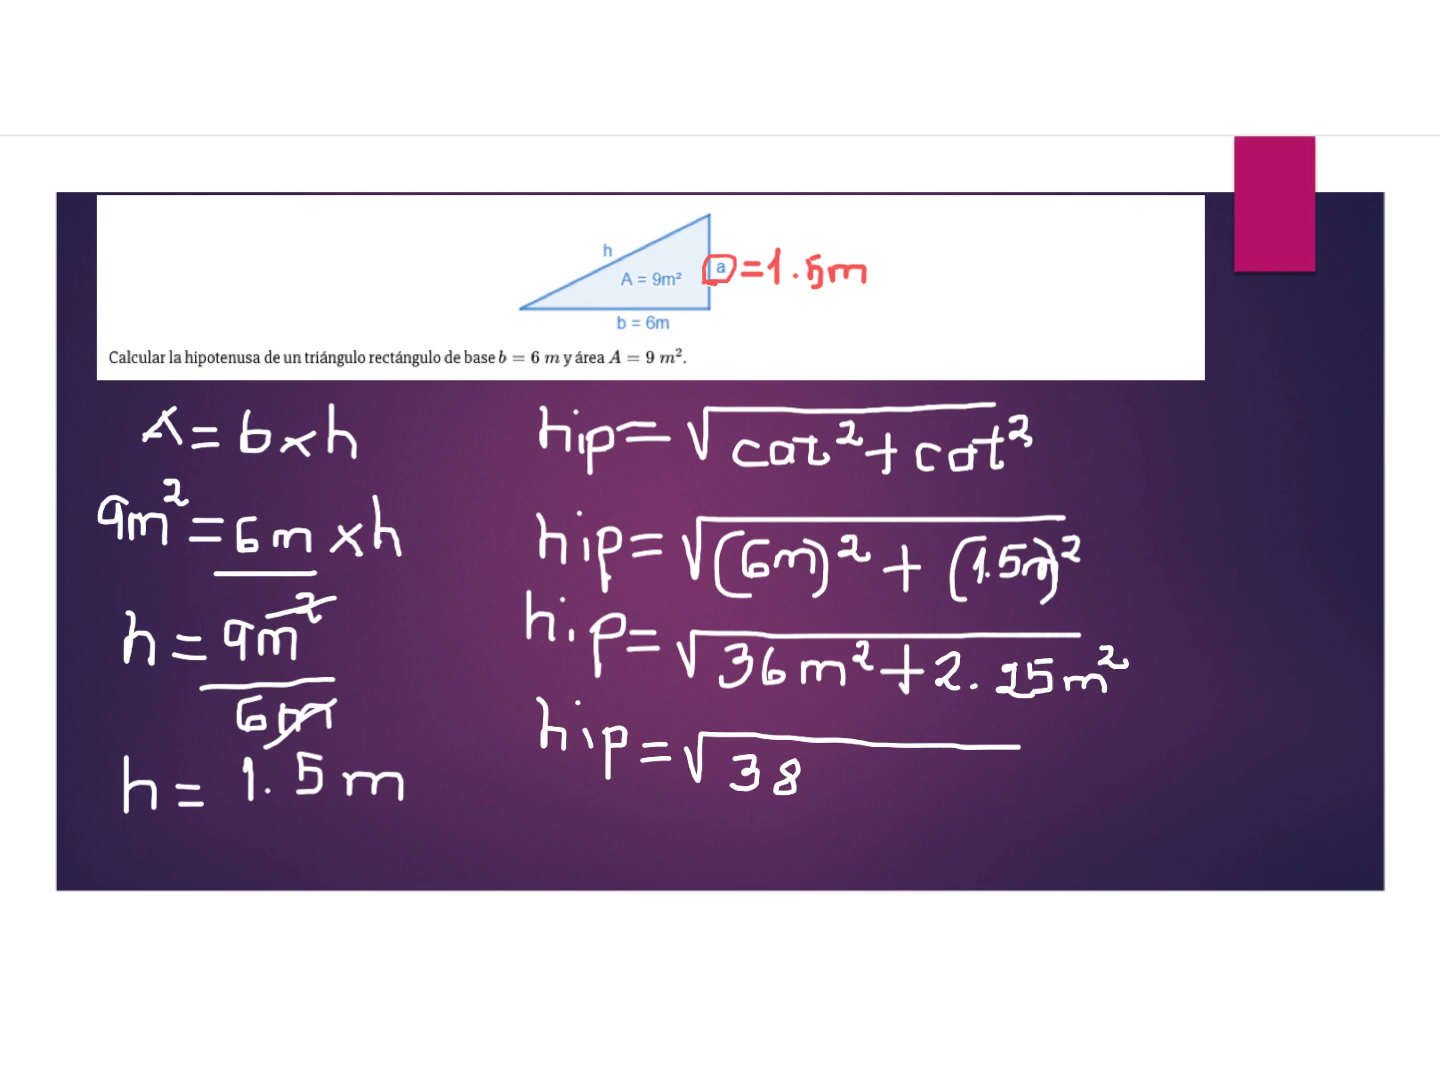 h
A = 9m²
a =1.5m
b = 6m
Calcular la hipotenusa de un triángulo rectángulo de base b = 6 m y área A = 9 m².
A = b x h
9m² = 6m x h
h = 9m² / 6m
h = 1.5m
hip = √cat² + cat²
hip = √(6m)² + (1.5m)²
hip = √36m² + 2.25m²
hip = √38